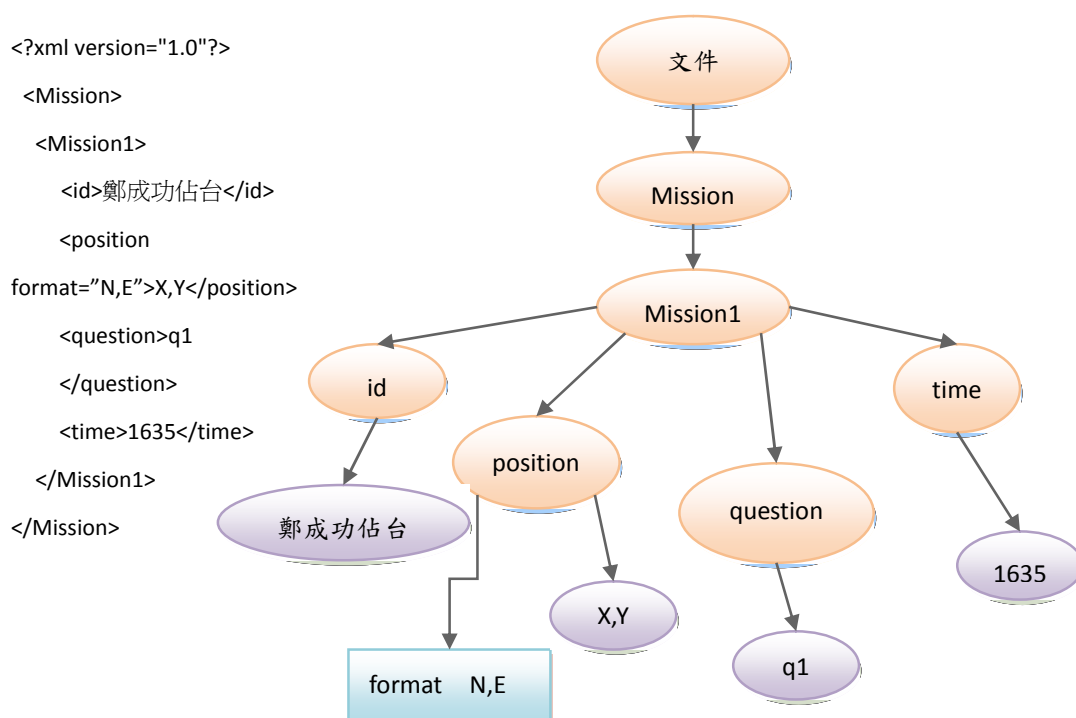 <?xml version="1.0"?>
<Mission>
<Mission1>
<id>鄭成功佔台</id>
<position
format=”N,E”>X,Y</position>
<question>q1
</question>
<time>1635</time>
</Mission1>
</Mission>
文件
Mission
Mission1
id
time
position
question
鄭成功佔台
1635
X,Y
q1
format N,E